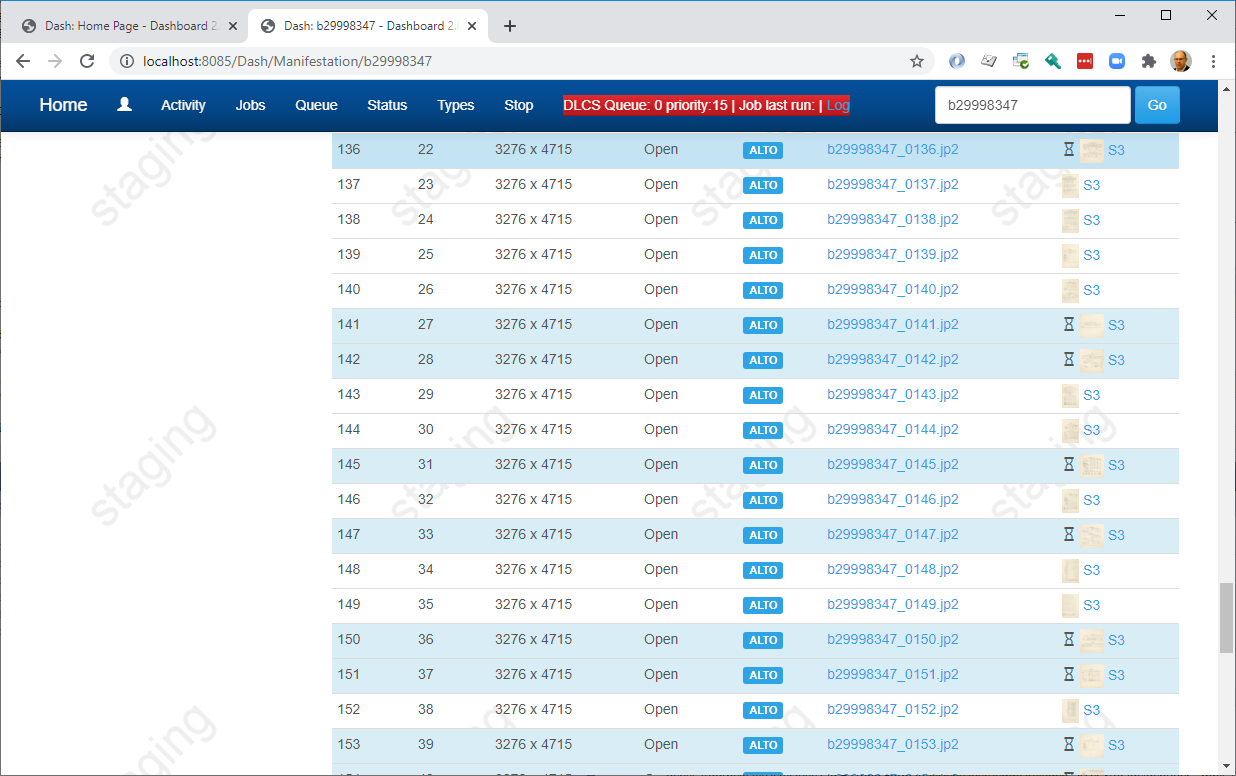 Dash: Home Page - Dashboard 2.
Dash: b29998347 - Dashboard 2.
localhost:8085/Dash/Manifestation/b29998347
Home Activity Jobs Queue Status Types Stop DLCS Queue: 0 priority:15 | Job last run: | Log b29998347 Go
136 22 3276 x 4715 Open ALTO b29998347_0136.jp2 S3
137 23 3276 x 4715 Open ALTO b29998347_0137.jp2 S3
138 24 3276 x 4715 Open ALTO b29998347_0138.jp2 S3
139 25 3276 x 4715 Open ALTO b29998347_0139.jp2 S3
140 26 3276 x 4715 Open ALTO b29998347_0140.jp2 S3
141 27 3276 x 4715 Open ALTO b29998347_0141.jp2 S3
142 28 3276 x 4715 Open ALTO b29998347_0142.jp2 S3
143 29 3276 x 4715 Open ALTO b29998347_0143.jp2 S3
144 30 3276 x 4715 Open ALTO b29998347_0144.jp2 S3
145 31 3276 x 4715 Open ALTO b29998347_0145.jp2 S3
146 32 3276 x 4715 Open ALTO b29998347_0146.jp2 S3
147 33 3276 x 4715 Open ALTO b29998347_0147.jp2 S3
148 34 3276 x 4715 Open ALTO b29998347_0148.jp2 S3
149 35 3276 x 4715 Open ALTO b29998347_0149.jp2 S3
150 36 3276 x 4715 Open ALTO b29998347_0150.jp2 S3
151 37 3276 x 4715 Open ALTO b29998347_0151.jp2 S3
152 38 3276 x 4715 Open ALTO b29998347_0152.jp2 S3
153 39 3276 x 4715 Open ALTO b29998347_0153.jp2 S3
staging
staging
staging
staging
staging
staging
staging
staging
staging